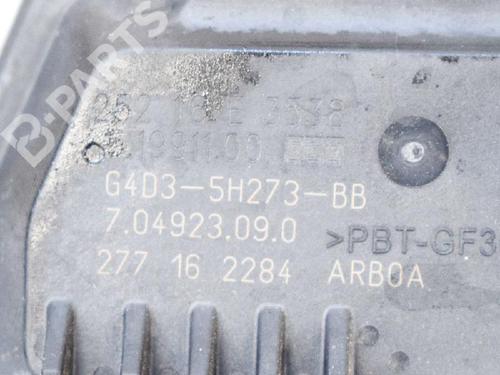 B-PARTS
G4D3-5H273-BB
7.04923.09.0
>PBT-GF3
277 16 2284 ARB0A